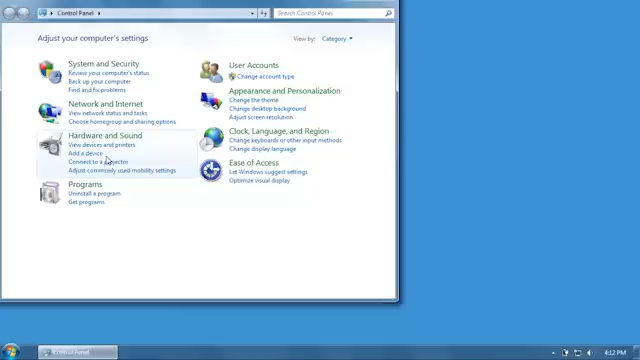 Control Panel
Search Control Panel
Adjust your computer's settings
View by: Category
System and Security
Review your computer's status
Back up your computer
Find and fix problems
Network and Internet
View network status and tasks
Choose homegroup and sharing options
Hardware and Sound
View devices and printers
Add a device
Connect to a projector
Adjust commonly used mobility settings
Programs
Uninstall a program
Get programs
User Accounts
Change account type
Appearance and Personalization
Change the theme
Change desktop background
Adjust screen resolution
Clock, Language, and Region
Change keyboards or other input methods
Change display language
Ease of Access
Let Windows suggest settings
Optimize visual display
Control Panel
4:12 PM